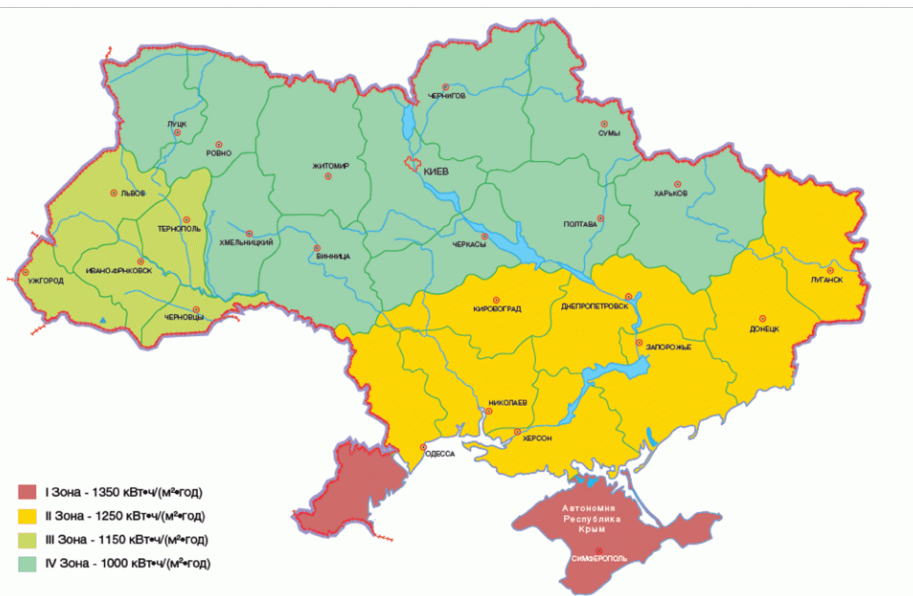 ЧЕРНИГОВ
ЛУЦК
СУМЫ
РОВНО
ЖИТОМИР
КИЕВ
ЛЬВОВ
ХАРЬКОВ
ТЕРНОПОЛЬ
ПОЛТАВА
ХМЕЛЬНИЦКИЙ
ЧЕРКАСЫ
ВИННИЦА
ИВАНО-ФРНКОВСК
УЖГОРОД
ЛУГАНСК
ЧЕРНОВЦЫ
КИРОВОГРАД
ДНЕПРОПЕТРОВСК
ДОНЕЦК
ЗАПОРОЖЬЕ
НИКОЛАЕВ
ХЕРСОН
ОДЕССА
I Зона - 1350 кВт•ч/(м²•год)
II Зона - 1250 кВт•ч/(м²•год)
III Зона - 1150 кВт•ч/(м²•год)
IV Зона - 1000 кВт•ч/(м²•год)
Автономия
Республика
Крым
СИМФЕРОПОЛЬ